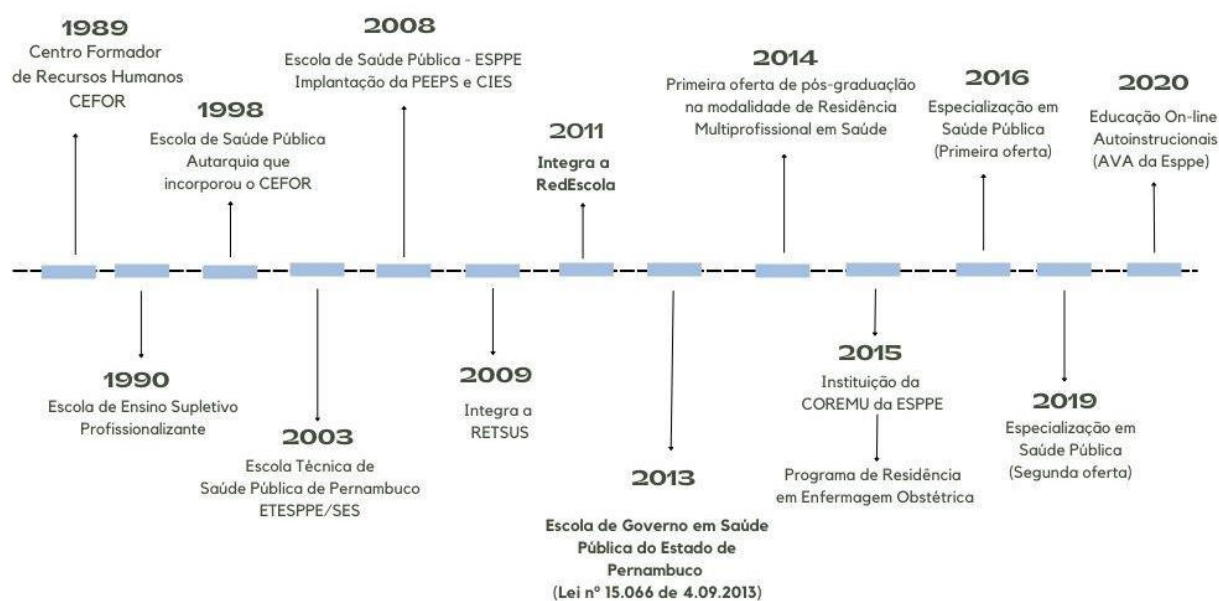 1989
Centro Formador
de Recursos Humanos
CEFOR
1990
Escola de Ensino Supletivo
Profissionalizante
1998
Escola de Saúde Pública
Autarquia que
incorporou o CEFOR
2003
Escola Técnica de
Saúde Pública de Pernambuco
ETESPPE/SES
2008
Escola de Saúde Pública - ESPPE
Implantação da PEEPS e CIES
2009
Integra a
RETSUS
2011
Integra a
RedEscola
2013
Escola de Governo em Saúde
Pública do Estado de
Pernambuco
(Lei nº 15.066 de 4.09.2013)
2014
Primeira oferta de pós-graduaçlão
na modalidade de Residência
Multiprofissional em Saúde
2015
Instituição da
COREMU da ESPPE
Programa de Residência
em Enfermagem Obstétrica
2016
Especialização em
Saúde Pública
(Primeira oferta)
2019
Especialização em
Saúde Pública
(Segunda oferta)
2020
Educação On-line
Autoinstrucionais
(AVA da Esppe)